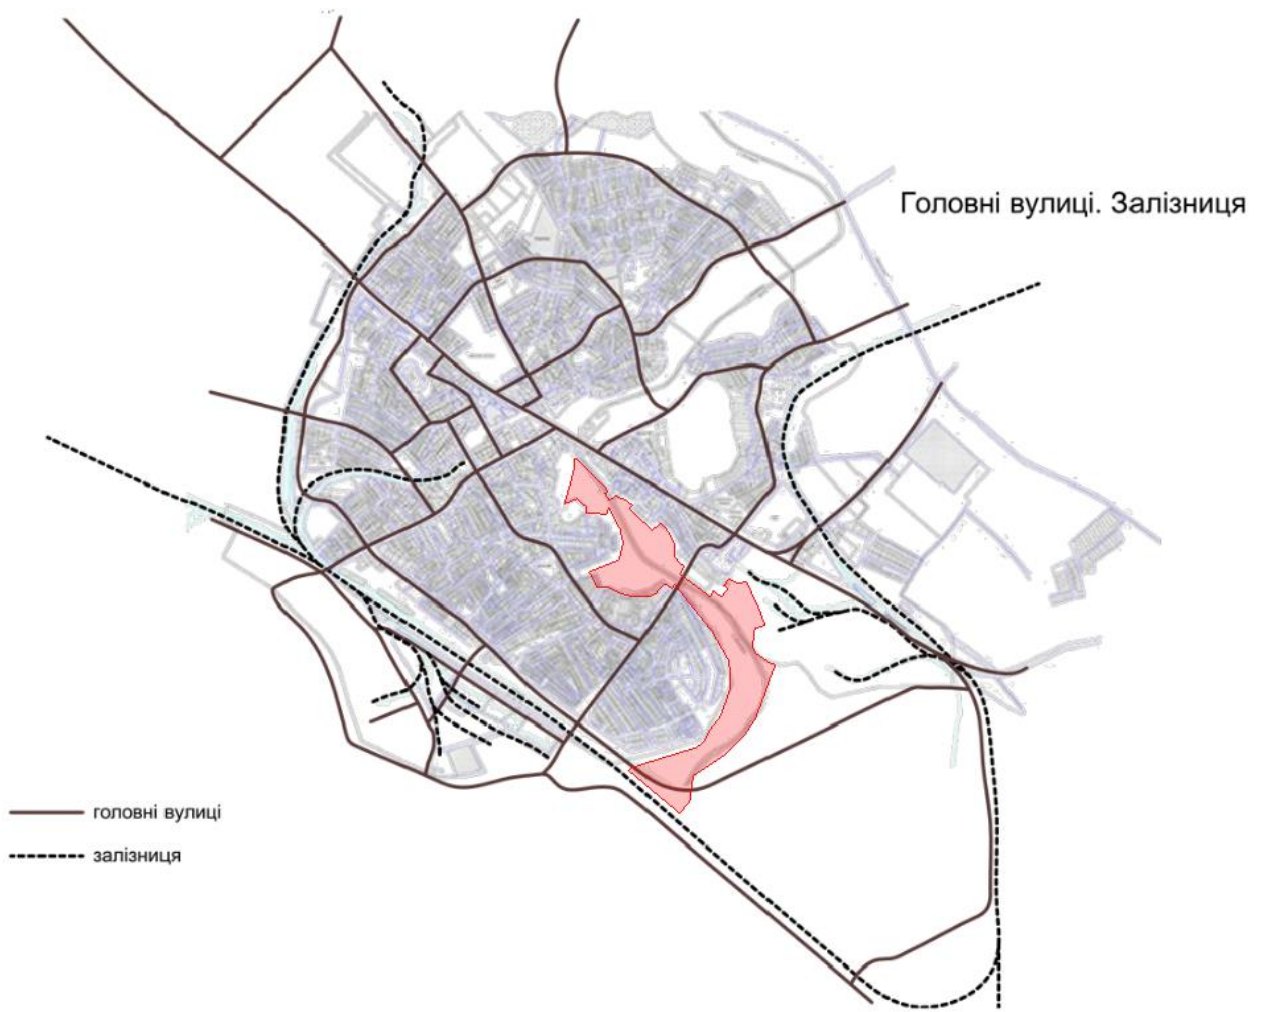 Головні вулиці. Залізниця
головні вулиці
залізниця